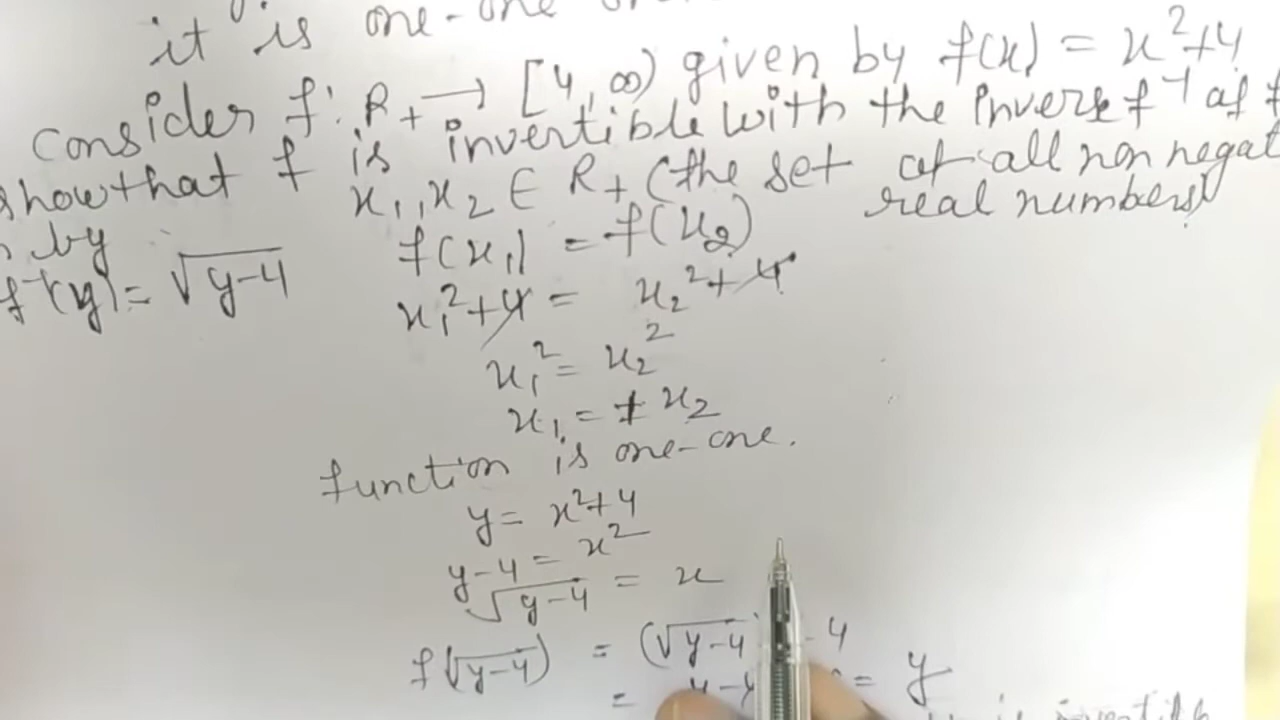 it is one-one
Consider f: R+ → [4, ∞) given by f(x) = x²+4
show that f is invertible with the inverse f⁻¹ of f
x₁, x₂ ∈ R+ (the set of all non negat
by real numbers)
f⁻¹(y) = √y-4
f(x₁) = f(x₂)
x₁²+4 = x₂²+4
x₁² = x₂²
x₁ = ± x₂
function is one-one.
y = x²+4
y-4 = x²
√y-4 = x
f(√y-4) = (√y-4 4
= = y
is